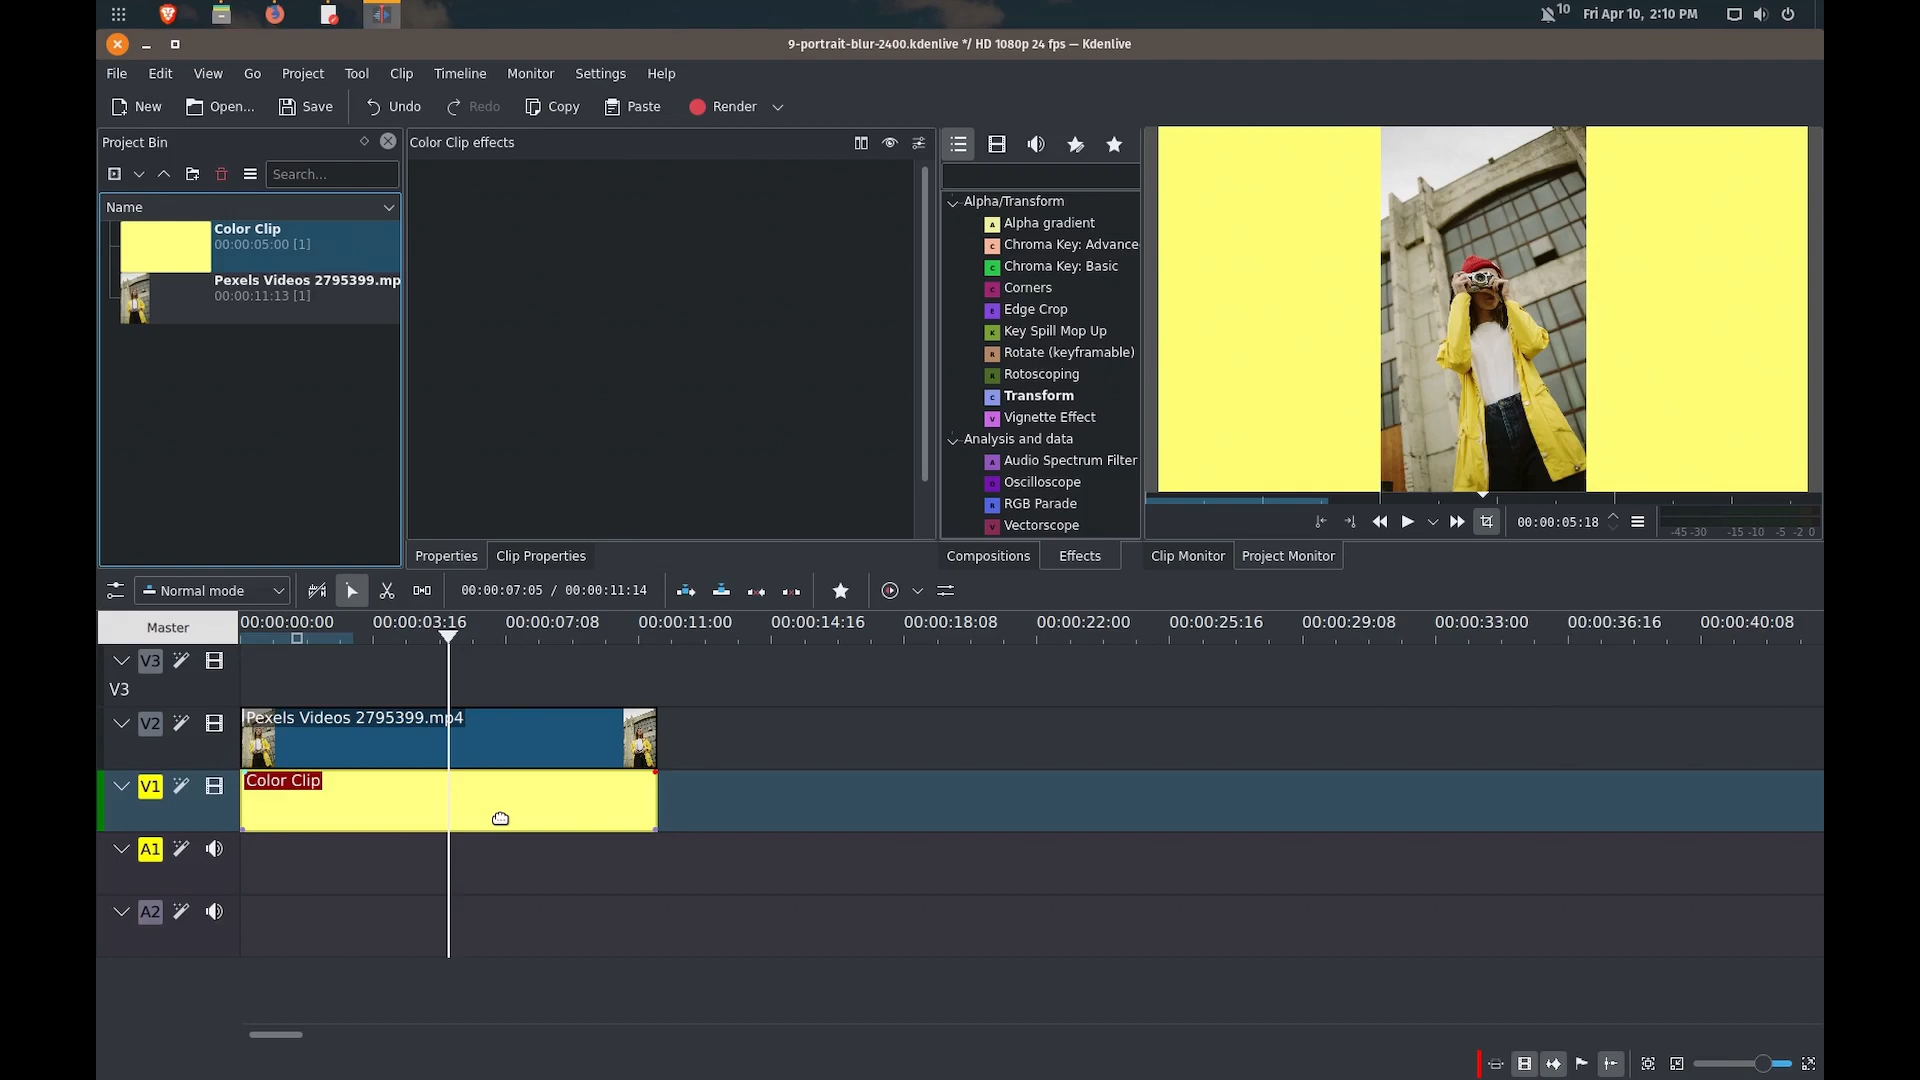 10 Fri Apr 10, 2:10 PM
9-portrait-blur-2400.kdenlive */ HD 1080p 24 fps — Kdenlive
File Edit View Go Project Tool Clip Timeline Monitor Settings Help
New Open... Save Undo Redo Copy Paste Render
Project Bin
Color Clip effects
Search...
Name
Color Clip
00:00:05:00 [1]
Pexels Videos 2795399.mp
00:00:11:13 [1]
Alpha/Transform
Alpha gradient
Chroma Key: Advance
Chroma Key: Basic
Corners
Edge Crop
Key Spill Mop Up
Rotate (keyframable)
Rotoscoping
Transform
Vignette Effect
Analysis and data
Audio Spectrum Filter
Oscilloscope
RGB Parade
Vectorscope
00:00:05:18
-45 -30 -15 -10 -5 -2 0
Properties Clip Properties
Compositions Effects
Clip Monitor Project Monitor
Normal mode
00:00:07:05 / 00:00:11:14
Master
00:00:00:00 00:00:03:16 00:00:07:08 00:00:11:00 00:00:14:16 00:00:18:08 00:00:22:00 00:00:25:16 00:00:29:08 00:00:33:00 00:00:36:16 00:00:40:08
V3
V3
V2
Pexels Videos 2795399.mp4
V1
Color Clip
A1
A2